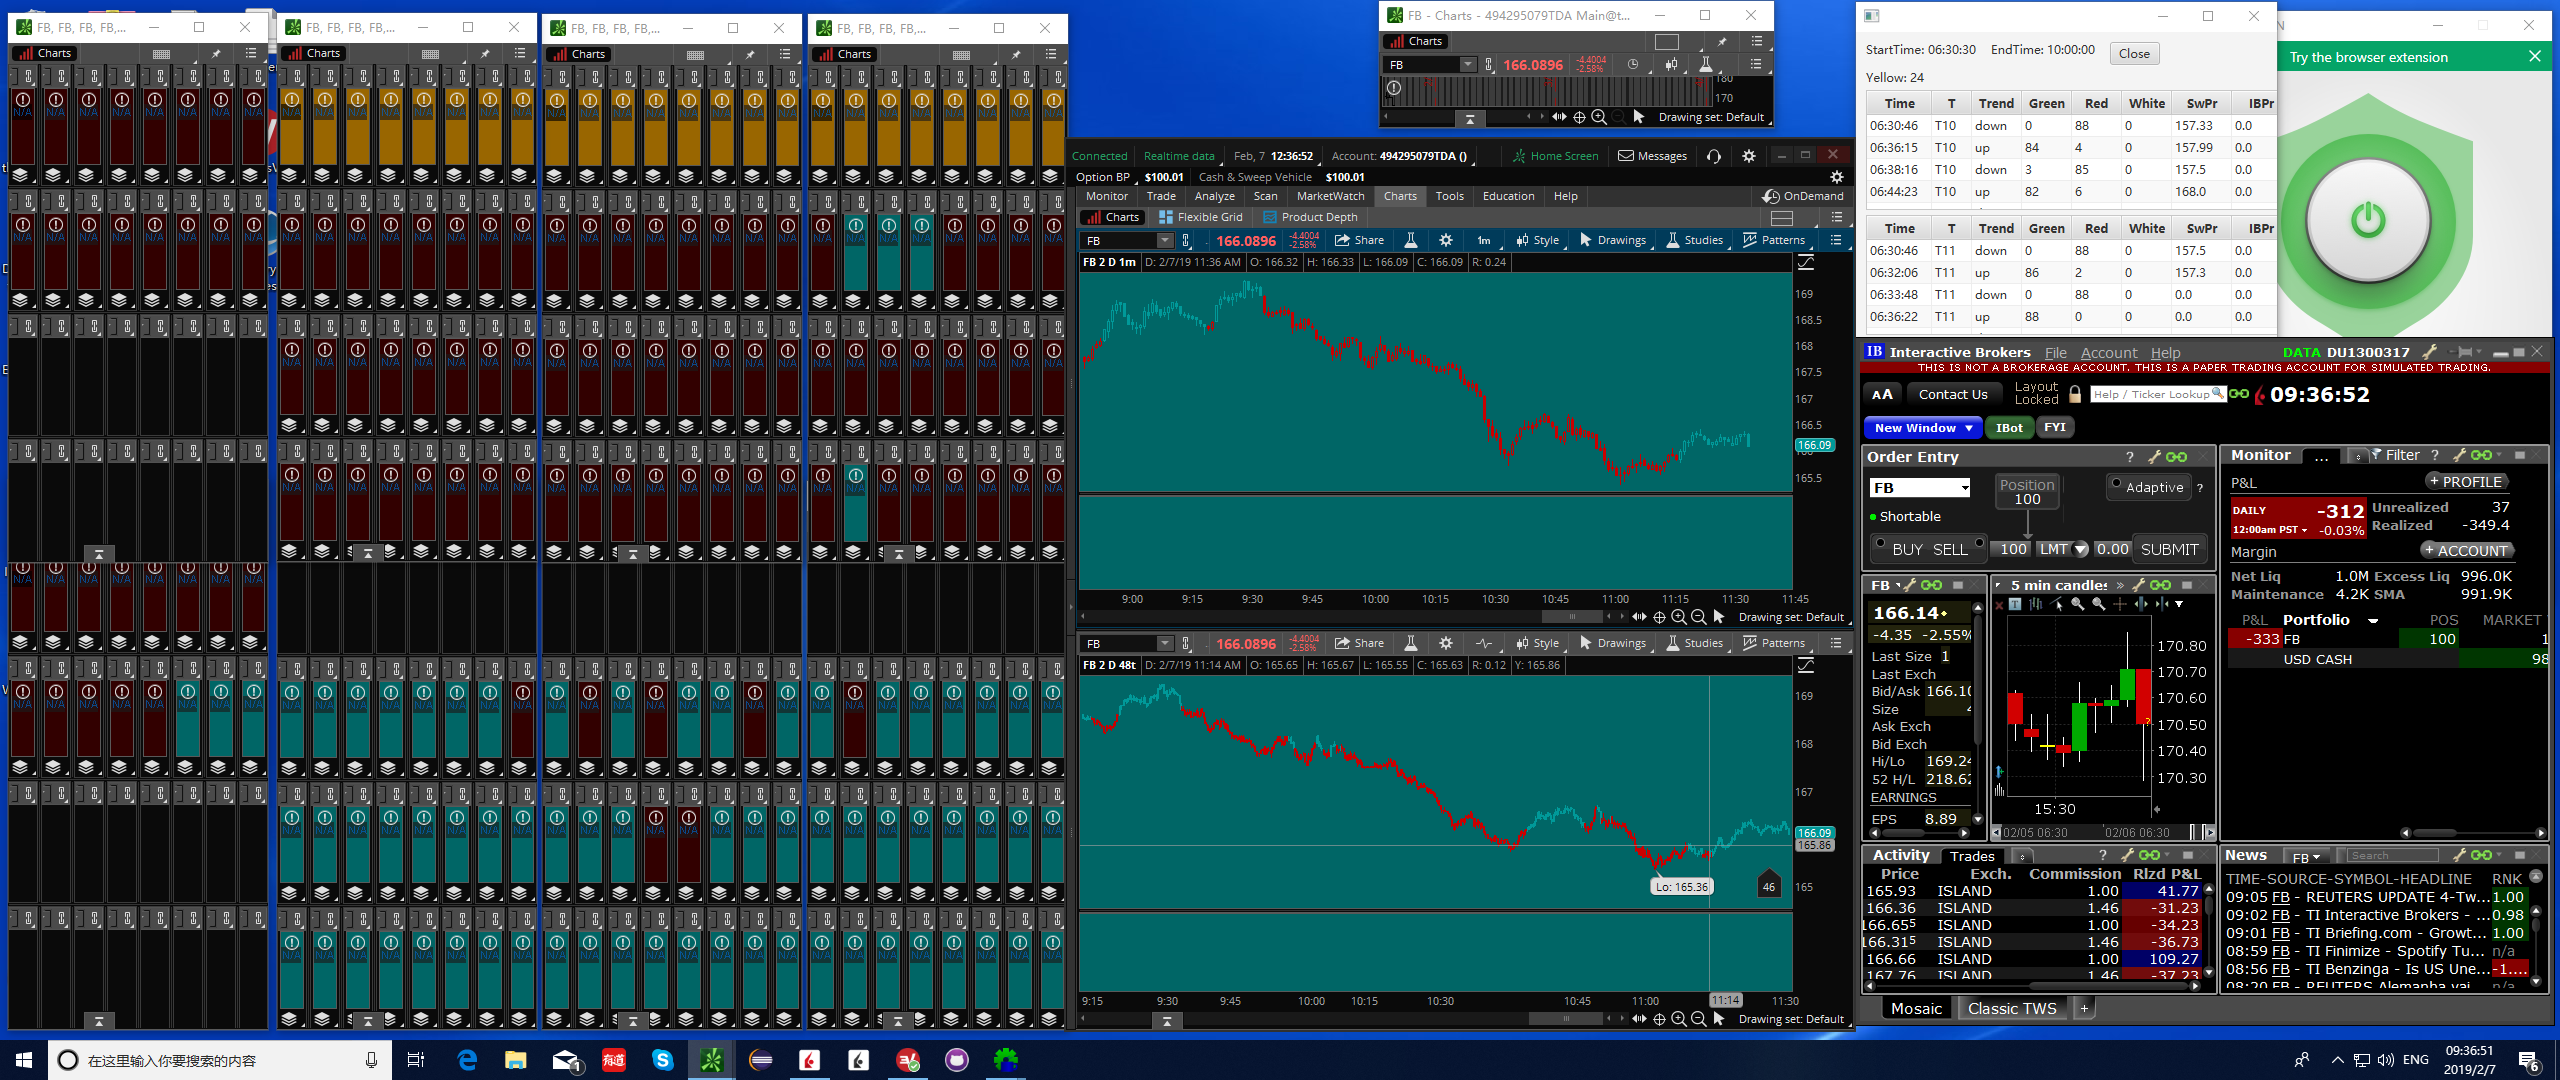 FB, FB, FB, FB,...
Charts
FB, FB, FB, FB,...
Charts
FB, FB, FB, FB,...
Charts
FB, FB, FB, FB,...
Charts
N/A
FB - Charts - 494295079TDA Main@t...
Charts
FB
166.0896
-4.4004
-2.58%
180
170
Drawing set: Default
Connected
Realtime data
Feb, 7 12:36:52
Account: 494295079TDA ()
Home Screen
Messages
Option BP
$100.01
Cash & Sweep Vehicle
$100.01
Monitor Trade Analyze Scan MarketWatch Charts Tools Education Help
OnDemand
Charts Flexible Grid Product Depth
FB
166.0896
-4.4004
-2.58%
Share
1m
Style
Drawings
Studies
Patterns
FB 2 D 1m D: 2/7/19 11:36 AM O: 166.32 H: 166.33 L: 166.09 C: 166.09 R: 0.24
169
168.5
168
167.5
167
166.5
166.09
166
165.5
9:00 9:15 9:30 9:45 10:00 10:15 10:30 10:45 11:00 11:15 11:30 11:45
Drawing set: Default
FB
166.0896
-4.4004
-2.58%
Share
Style
Drawings
Studies
Patterns
FB 2 D 48t D: 2/7/19 11:14 AM O: 165.65 H: 165.67 L: 165.55 C: 165.63 R: 0.12 Y: 165.86
169
168
167
166.09
165.86
165
Lo: 165.36
46
9:15 9:30 9:45 10:00 10:15 10:30 10:45 11:00 11:14 11:30
Drawing set: Default
StartTime: 06:30:30 EndTime: 10:00:00 Close
Yellow: 24
Time T Trend Green Red White SwPr IBPr
06:30:46 T10 down 0 88 0 157.33 0.0
06:36:15 T10 up 84 4 0 157.99 0.0
06:38:16 T10 down 3 85 0 157.5 0.0
06:44:23 T10 up 82 6 0 168.0 0.0
Time T Trend Green Red White SwPr IBPr
06:30:46 T11 down 0 88 0 157.5 0.0
06:32:06 T11 up 86 2 0 157.3 0.0
06:33:48 T11 down 0 88 0 0.0 0.0
06:36:22 T11 up 88 0 0 0.0 0.0
N
Try the browser extension
IB Interactive Brokers File Account Help
DATA DU1300317
THIS IS NOT A BROKERAGE ACCOUNT. THIS IS A PAPER TRADING ACCOUNT FOR SIMULATED TRADING.
AA
Contact Us
Layout
Locked
Help / Ticker Lookup
09:36:52
New Window
IBot
FYI
Order Entry
FB
Position
100
Adaptive ?
Shortable
BUY SELL 100 LMT 0.00 SUBMIT
Monitor ... Filter ?
P&L
+ PROFILE
DAILY
-312
12:00am PST
-0.03%
Unrealized 37
Realized -349.4
Margin
+ ACCOUNT
Net Liq 1.0M Excess Liq 996.0K
Maintenance 4.2K SMA 991.9K
P&L Portfolio POS MARKET
-333 FB 100 1
USD CASH 98
FB
166.14
-4.35 -2.55%
Last Size 1
Last Exch
Bid/Ask 166.10
Size 4
Ask Exch
Bid Exch
Hi/Lo 169.24
52 H/L 218.62
EARNINGS
EPS 8.89
5 min candles
170.80
170.70
170.60
170.50
170.40
170.30
15:30
02/05 06:30 02/06 06:30
Activity Trades ?
Price Exch. Commission Rlzd P&L
165.93 ISLAND 1.00 41.77
166.36 ISLAND 1.46 -31.23
166.65⁵ ISLAND 1.00 -34.23
166.31⁵ ISLAND 1.46 -36.73
166.66 ISLAND 1.00 109.27
167.76 ISLAND 1.46 -37.23
News FB Search
TIME-SOURCE-SYMBOL-HEADLINE RNK
09:05 FB - REUTERS UPDATE 4-Tw... 1.00
09:02 FB - TI Interactive Brokers - ... 0.98
09:01 FB - TI Briefing.com - Growt... 1.00
08:59 FB - TI Finimize - Spotify Tu... n/a
08:56 FB - TI Benzinga - Is US Une... -1....
08:20 FB - REUTERS Alemanha vai n/a
Mosaic Classic TWS +
在这里输入你要搜索的内容
1
有道
ENG
09:36:51
2019/2/7
6